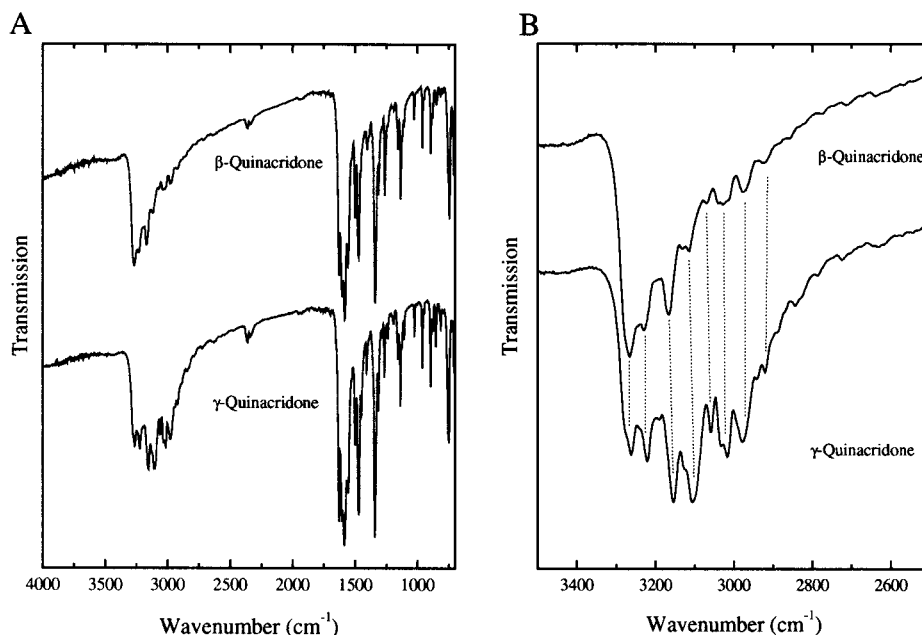 A
β-Quinacridone
γ-Quinacridone
Transmission
4000 3500 3000 2500 2000 1500 1000
Wavenumber (cm⁻¹)
B
β-Quinacridone
γ-Quinacridone
Transmission
3400 3200 3000 2800 2600
Wavenumber (cm⁻¹)